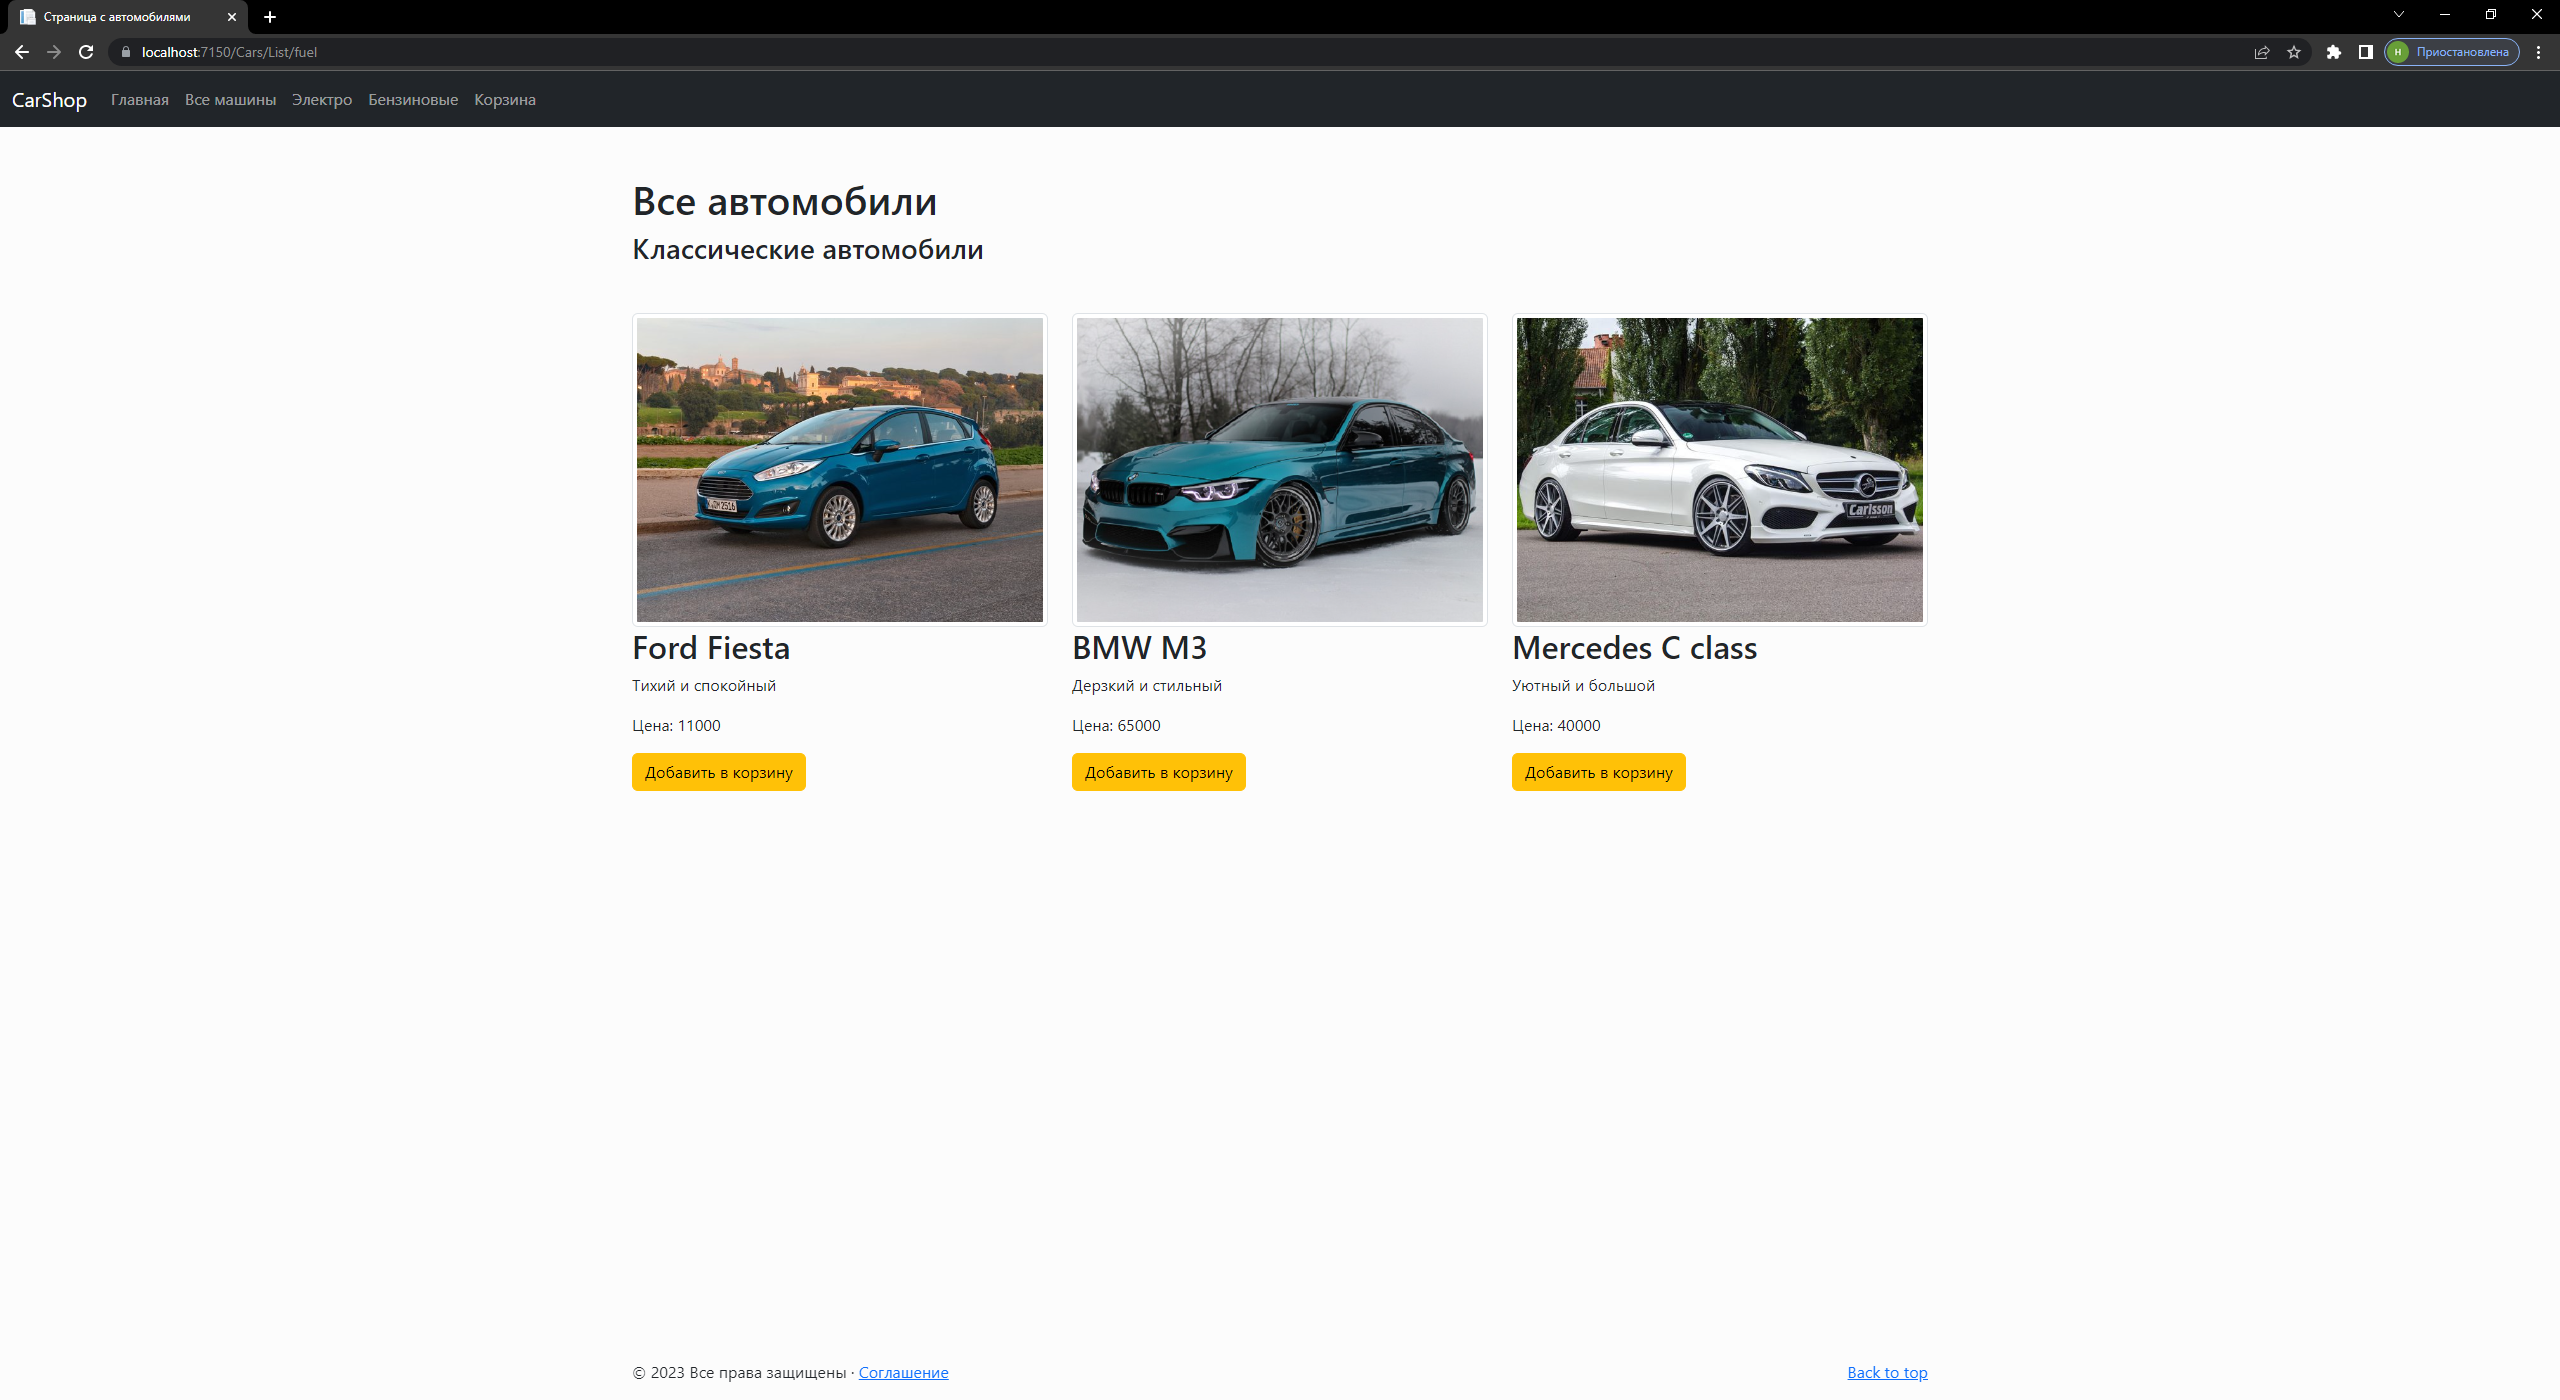 Страница с автомобилями
localhost:7150/Cars/List/fuel
Н Приостановлена
CarShop Главная Все машины Электро Бензиновые Корзина
Все автомобили
Классические автомобили
Carlsson
Ford Fiesta
Тихий и спокойный
Цена: 11000
Добавить в корзину
BMW M3
Дерзкий и стильный
Цена: 65000
Добавить в корзину
Mercedes C class
Уютный и большой
Цена: 40000
Добавить в корзину
© 2023 Все права защищены · Соглашение
Back to top